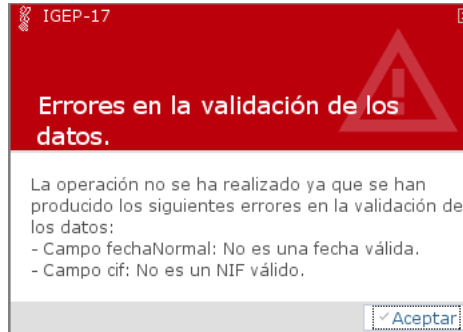 IGEP-17
Errores en la validación de los
datos.
La operación no se ha realizado ya que se han
producido los siguientes errores en la validación de
los datos:
- Campo fechaNormal: No es una fecha válida.
- Campo cif: No es un NIF válido.
Aceptar